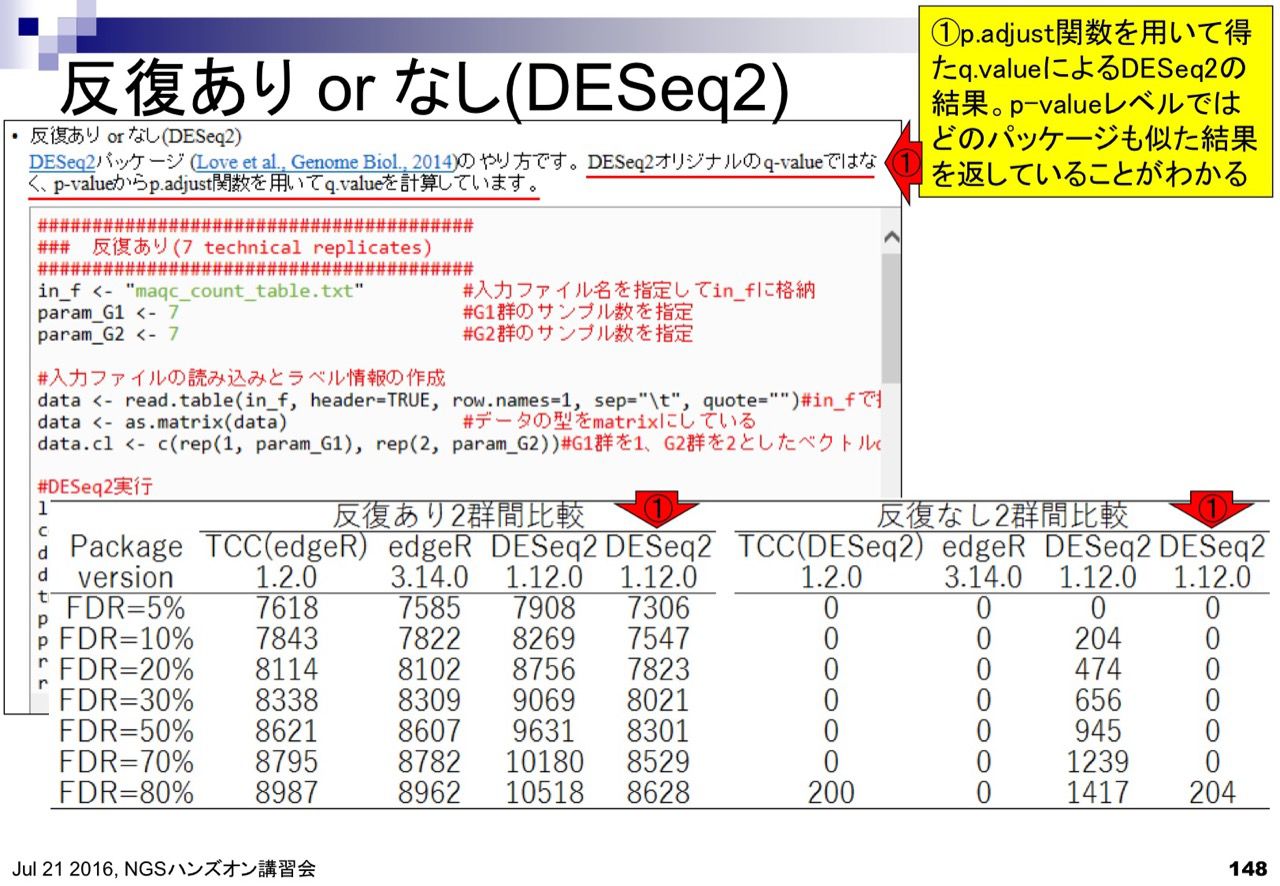 反復あり or なし(DESeq2)
①p.adjust関数を用いて得
たq.valueによるDESeq2の
結果。p-valueレベルでは
どのパッケージも似た結果
を返していることがわかる
①
• 反復あり or なし(DESeq2)
DESeq2パッケージ (Love et al., Genome Biol., 2014)のやり方です。DESeq2オリジナルのq-valueではな
く、p-valueからp.adjust関数を用いてq.valueを計算しています。
########################################
### 反復あり(7 technical replicates)
########################################
in_f <- "maqc_count_table.txt" #入力ファイル名を指定してin_fに格納
param_G1 <- 7 #G1群のサンプル数を指定
param_G2 <- 7 #G2群のサンプル数を指定
#入力ファイルの読み込みとラベル情報の作成
data <- read.table(in_f, header=TRUE, row.names=1, sep="\t", quote="")#in_fで
data <- as.matrix(data) #データの型をmatrixにしている
data.cl <- c(rep(1, param_G1), rep(2, param_G2))#G1群を1、G2群を2としたベクトル
#DESeq2実行
反復あり2群間比較 ① 反復なし2群間比較 ①
Package TCC(edgeR) edgeR DESeq2 DESeq2 TCC(DESeq2) edgeR DESeq2 DESeq2
version 1.2.0 3.14.0 1.12.0 1.12.0 1.2.0 3.14.0 1.12.0 1.12.0
FDR=5% 7618 7585 7908 7306 0 0 0 0
FDR=10% 7843 7822 8269 7547 0 0 204 0
FDR=20% 8114 8102 8756 7823 0 0 474 0
FDR=30% 8338 8309 9069 8021 0 0 656 0
FDR=50% 8621 8607 9631 8301 0 0 945 0
FDR=70% 8795 8782 10180 8529 0 0 1239 0
FDR=80% 8987 8962 10518 8628 200 0 1417 204
Jul 21 2016, NGSハンズオン講習会
148